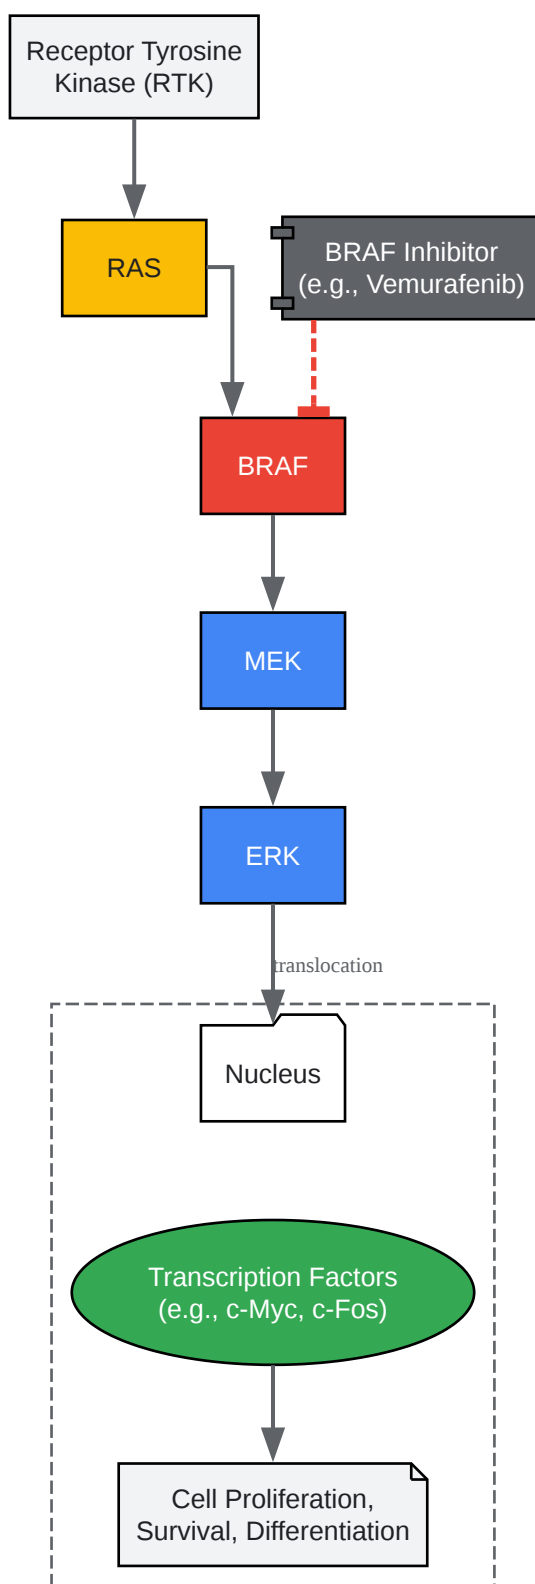 Receptor Tyrosine
Kinase (RTK)
RAS
BRAF Inhibitor
(e.g., Vemurafenib)
BRAF
MEK
ERK
translocation
Nucleus
Transcription Factors
(e.g., c-Myc, c-Fos)
Cell Proliferation,
Survival, Differentiation